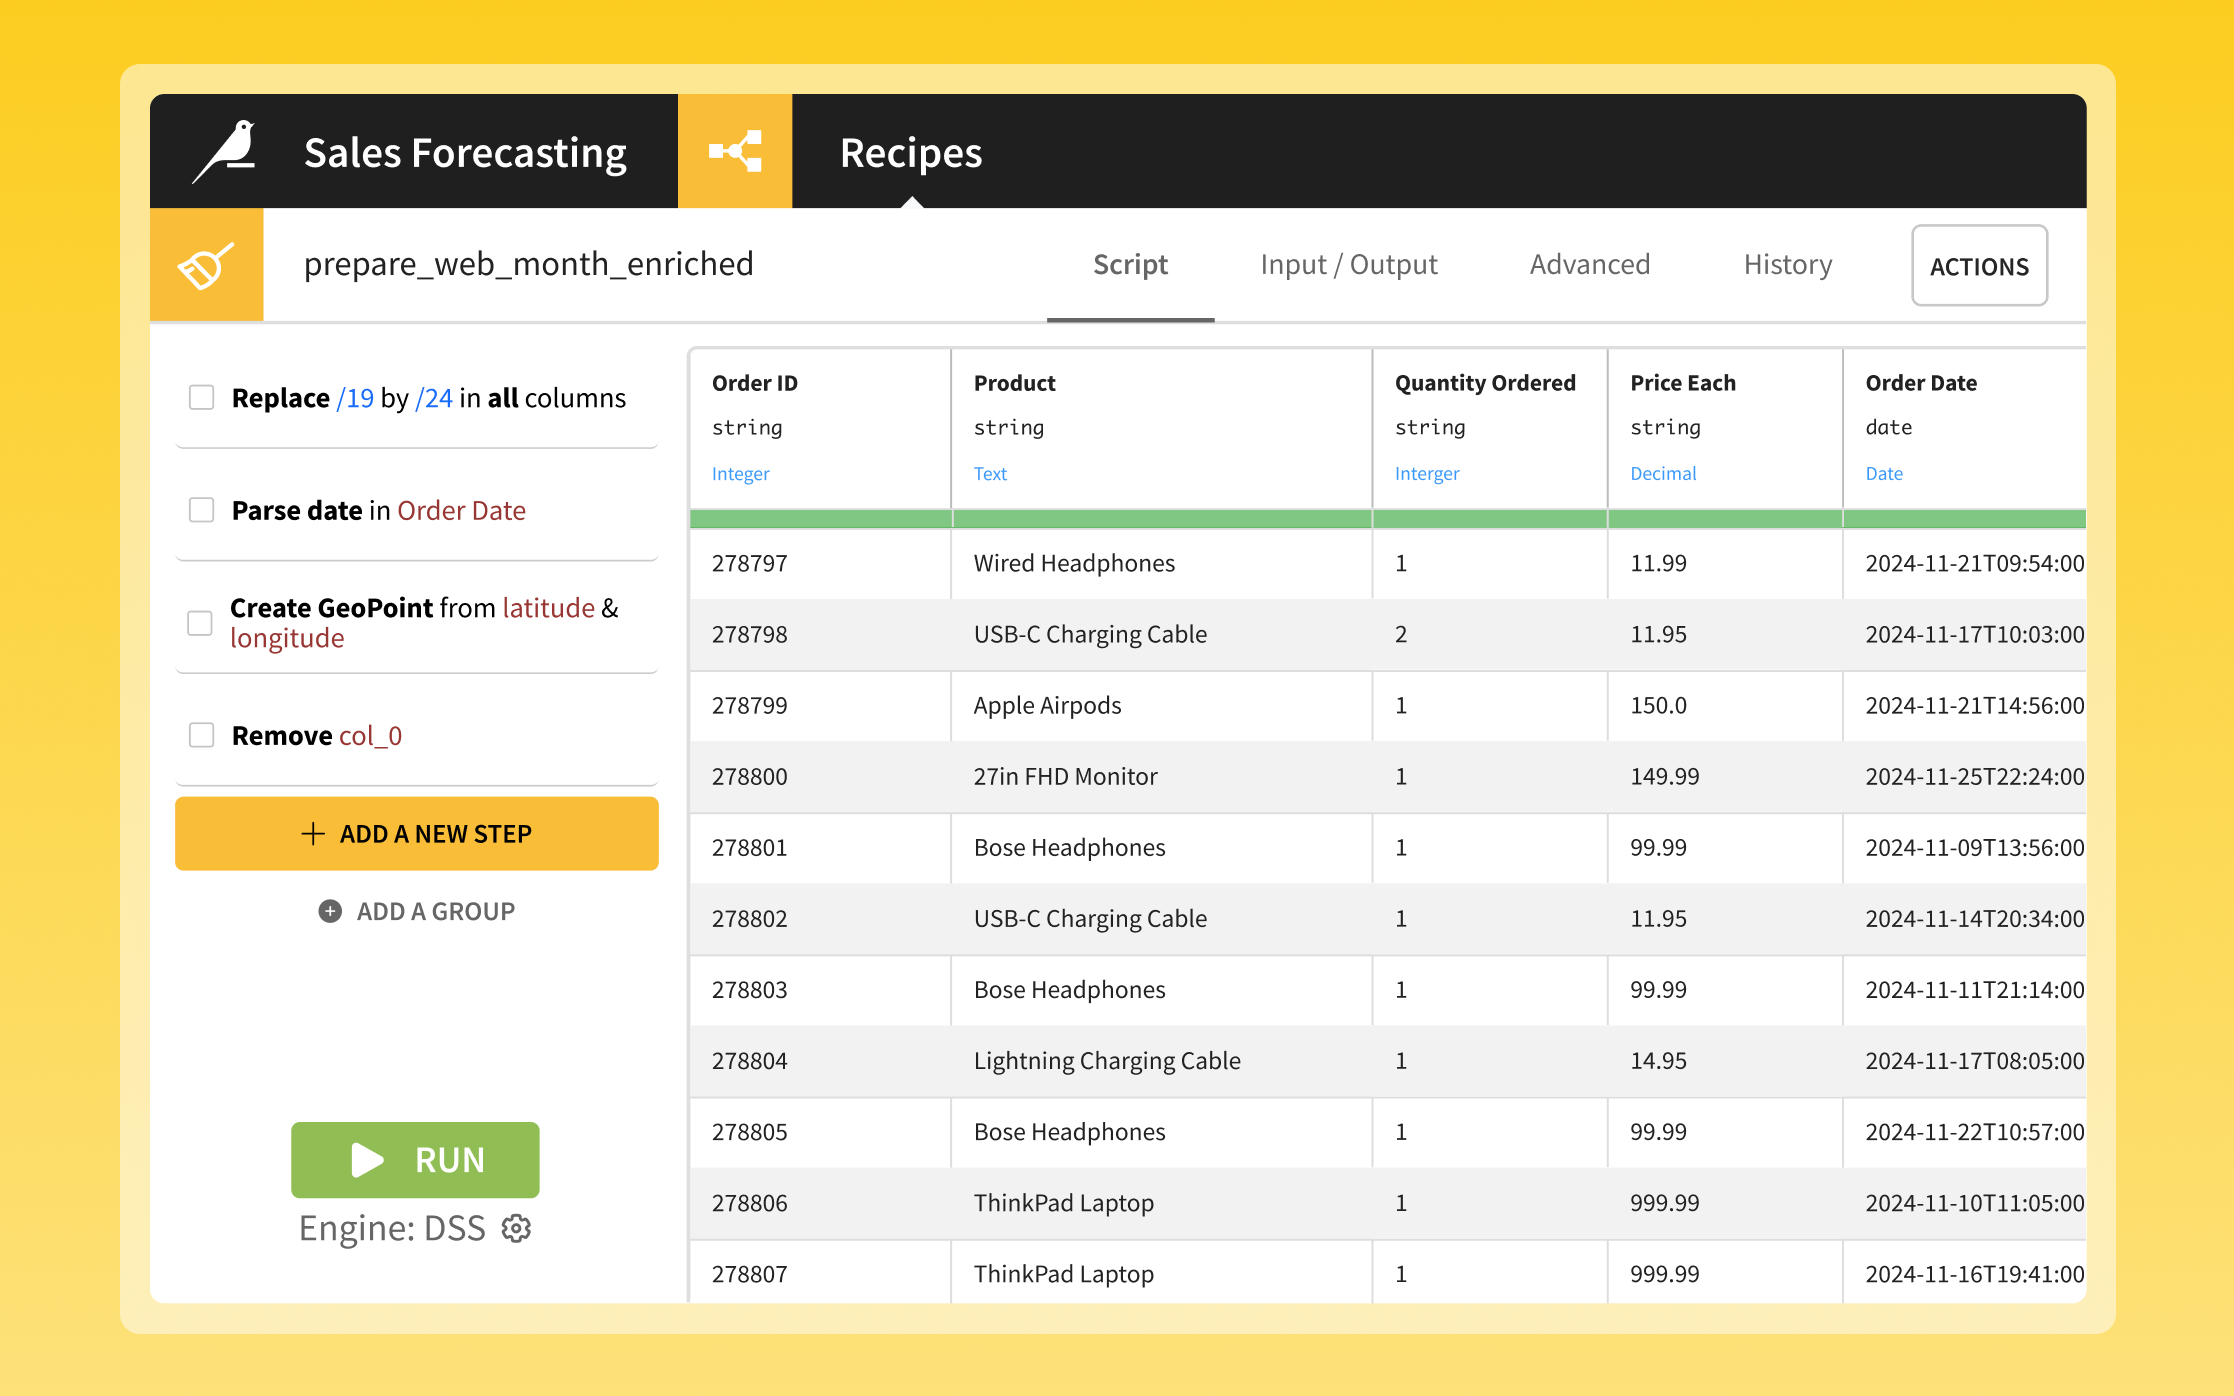 Sales Forecasting
Recipes
prepare_web_month_enriched
Script
Input / Output
Advanced
History
ACTIONS
Replace /19 by /24 in all columns
Parse date in Order Date
Create GeoPoint from latitude &
longitude
Remove col_0
ADD A NEW STEP
ADD A GROUP
RUN
Engine: DSS
Order ID Product Quantity Ordered Price Each Order Date
string string string string date
Integer Text Interger Decimal Date
278797 Wired Headphones 1 11.99 2024-11-21T09:54:00
278798 USB-C Charging Cable 2 11.95 2024-11-17T10:03:00
278799 Apple Airpods 1 150.0 2024-11-21T14:56:00
278800 27in FHD Monitor 1 149.99 2024-11-25T22:24:00
278801 Bose Headphones 1 99.99 2024-11-09T13:56:00
278802 USB-C Charging Cable 1 11.95 2024-11-14T20:34:00
278803 Bose Headphones 1 99.99 2024-11-11T21:14:00
278804 Lightning Charging Cable 1 14.95 2024-11-17T08:05:00
278805 Bose Headphones 1 99.99 2024-11-22T10:57:00
278806 ThinkPad Laptop 1 999.99 2024-11-10T11:05:00
278807 ThinkPad Laptop 1 999.99 2024-11-16T19:41:00